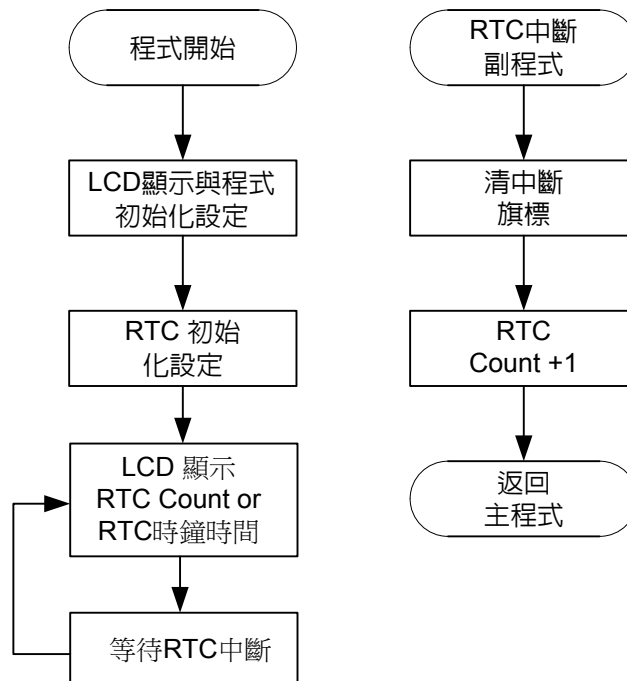 程式開始
LCD顯示與程式
初始化設定
RTC 初始
化設定
LCD 顯示
RTC Count or
RTC時鐘時間
等待RTC中斷
RTC中斷
副程式
清中斷
旗標
RTC
Count +1
返回
主程式